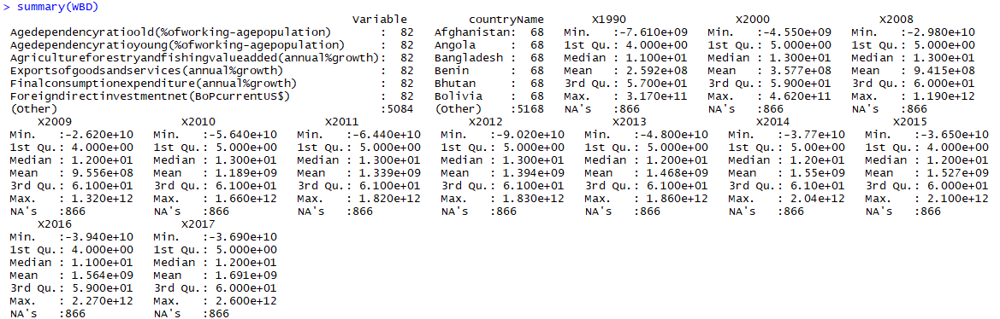 > summary(WBD)
Variable countryName X1990 X2000 X2008
Agedependencyratioold(%ofworking-agepopulation) : 82 Afghanistan: 68 Min. :-7.610e+09 Min. :-4.550e+09 Min. :-2.980e+10
Agedependencyratioyoung(%ofworking-agepopulation) : 82 Angola : 68 1st Qu.: 4.000e+00 1st Qu.: 5.000e+00 1st Qu.: 5.000e+00
Agricultureforestryandfishingvalueadded(annual%growth): 82 Bangladesh : 68 Median : 1.100e+01 Median : 1.300e+01 Median : 1.300e+01
Exportsofgoodsandservices(annual%growth) : 82 Benin : 68 Mean : 2.592e+08 Mean : 3.577e+08 Mean : 9.415e+08
Finalconsumptionexpenditure(annual%growth) : 82 Bhutan : 68 3rd Qu.: 5.700e+01 3rd Qu.: 5.900e+01 3rd Qu.: 6.000e+01
Foreigndirectinvestmentnet(BoPcurrentUS$) : 82 Bolivia : 68 Max. : 3.170e+11 Max. : 4.620e+11 Max. : 1.190e+12
(Other) :5084 (Other) :5168 NA's :866 NA's :866 NA's :866
X2009 X2010 X2011 X2012 X2013 X2014 X2015
Min. :-2.620e+10 Min. :-5.640e+10 Min. :-6.440e+10 Min. :-9.020e+10 Min. :-4.800e+10 Min. :-3.77e+10 Min. :-3.650e+10
1st Qu.: 4.000e+00 1st Qu.: 5.000e+00 1st Qu.: 5.000e+00 1st Qu.: 5.000e+00 1st Qu.: 5.000e+00 1st Qu.: 5.00e+00 1st Qu.: 4.000e+00
Median : 1.200e+01 Median : 1.300e+01 Median : 1.300e+01 Median : 1.300e+01 Median : 1.200e+01 Median : 1.20e+01 Median : 1.200e+01
Mean : 9.556e+08 Mean : 1.189e+09 Mean : 1.339e+09 Mean : 1.394e+09 Mean : 1.468e+09 Mean : 1.55e+09 Mean : 1.527e+09
3rd Qu.: 6.100e+01 3rd Qu.: 6.100e+01 3rd Qu.: 6.100e+01 3rd Qu.: 6.100e+01 3rd Qu.: 6.100e+01 3rd Qu.: 6.10e+01 3rd Qu.: 6.000e+01
Max. : 1.320e+12 Max. : 1.660e+12 Max. : 1.820e+12 Max. : 1.830e+12 Max. : 1.860e+12 Max. : 2.04e+12 Max. : 2.100e+12
NA's :866 NA's :866 NA's :866 NA's :866 NA's :866 NA's :866 NA's :866
X2016 X2017
Min. :-3.940e+10 Min. :-3.690e+10
1st Qu.: 4.000e+00 1st Qu.: 5.000e+00
Median : 1.100e+01 Median : 1.200e+01
Mean : 1.564e+09 Mean : 1.691e+09
3rd Qu.: 5.900e+01 3rd Qu.: 6.000e+01
Max. : 2.270e+12 Max. : 2.600e+12
NA's :866 NA's :866